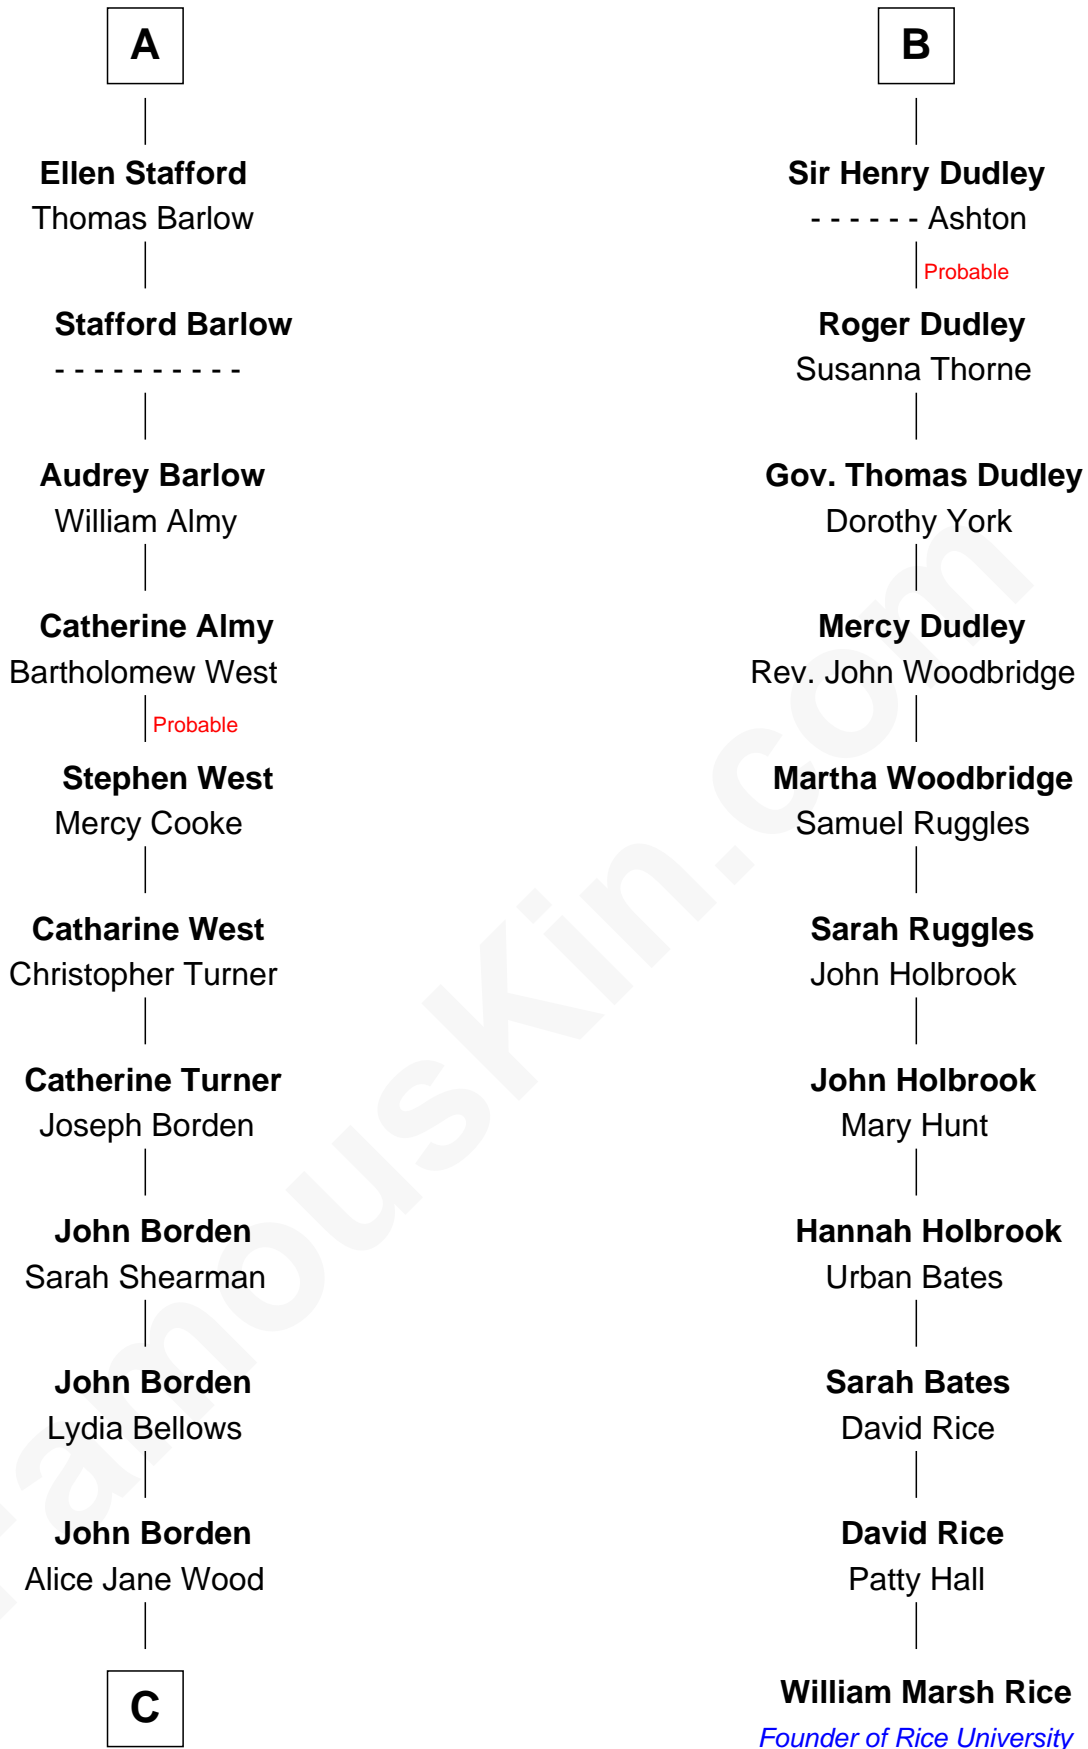 A
Ellen Stafford
Thomas Barlow
Stafford Barlow
- - - - - - - - - -
Audrey Barlow
William Almy
Catherine Almy
Bartholomew West
Probable
Stephen West
Mercy Cooke
Catharine West
Christopher Turner
Catherine Turner
Joseph Borden
John Borden
Sarah Shearman
John Borden
Lydia Bellows
John Borden
Alice Jane Wood
C
B
Sir Henry Dudley
- - - - - - Ashton
Probable
Roger Dudley
Susanna Thorne
Gov. Thomas Dudley
Dorothy York
Mercy Dudley
Rev. John Woodbridge
Martha Woodbridge
Samuel Ruggles
Sarah Ruggles
John Holbrook
John Holbrook
Mary Hunt
Hannah Holbrook
Urban Bates
Sarah Bates
David Rice
David Rice
Patty Hall
William Marsh Rice
Founder of Rice University
FamousKin.com